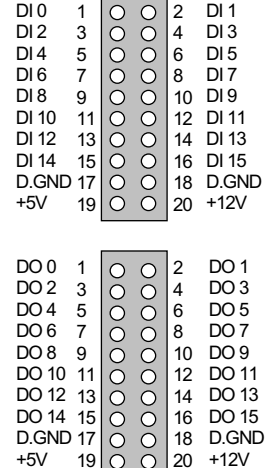 DI 0 1 2 DI 1
DI 2 3 4 DI 3
DI 4 5 6 DI 5
DI 6 7 8 DI 7
DI 8 9 10 DI 9
DI 10 11 12 DI 11
DI 12 13 14 DI 13
DI 14 15 16 DI 15
D.GND 17 18 D.GND
+5V 19 20 +12V
DO 0 1 2 DO 1
DO 2 3 4 DO 3
DO 4 5 6 DO 5
DO 6 7 8 DO 7
DO 8 9 10 DO 9
DO 10 11 12 DO 11
DO 12 13 14 DO 13
DO 14 15 16 DO 15
D.GND 17 18 D.GND
+5V 19 20 +12V